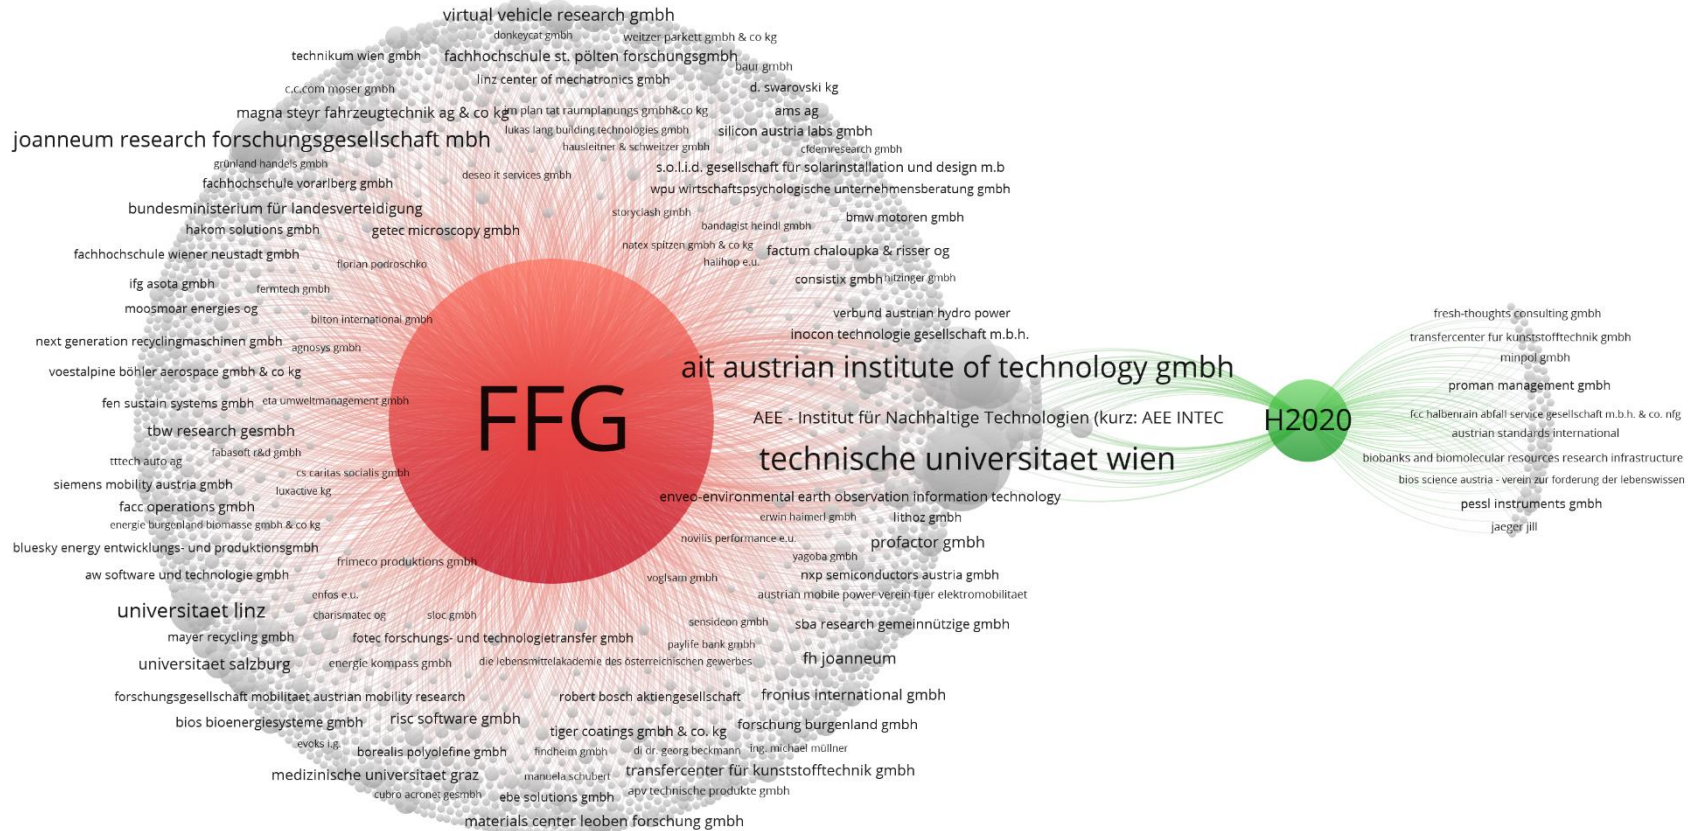 virtual vehicle research gmbh
donkeycat gmbh
weitzer parkett gmbh & co kg
technikum wien gmbh
fachhochschule st. pölten forschungsgmbh
baur gmbh
linz center of mechatronics gmbh
c.c.com moser gmbh
d. swarovski kg
magna steyr fahrzeugtechnik ag & co kg
im plan tat raumplanungs gmbh&co kg
ams ag
lukas lang building technologies gmbh
silicon austria labs gmbh
joanneum research forschungsgesellschaft mbh
hausleitner & schweitzer gmbh
cfdemresearch gmbh
grünland handels gmbh
s.o.l.i.d. gesellschaft für solarinstallation und design m.b
deseo it services gmbh
fachhochschule vorarlberg gmbh
wpu wirtschaftspsychologische unternehmensberatung gmbh
bundesministerium für landesverteidigung
storyclash gmbh
bmw motoren gmbh
hakom solutions gmbh
getec microscopy gmbh
bandagist heindl gmbh
natex spitzen gmbh & co kg
factum chaloupka & risser og
fachhochschule wiener neustadt gmbh
florian podroschko
halihop e.u.
ifg asota gmbh
fermtech gmbh
consistix gmbh
hitzinger gmbh
moosmoar energies og
bilton international gmbh
verbund austrian hydro power
fresh-thoughts consulting gmbh
inocon technologie gesellschaft m.b.h.
transfercenter fur kunststofftechnik gmbh
next generation recyclingmaschinen gmbh
agnosys gmbh
minpol gmbh
voestalpine böhler aerospace gmbh & co kg
ait austrian institute of technology gmbh
proman management gmbh
fen sustain systems gmbh
eta umweltmanagement gmbh
FFG
AEE - Institut für Nachhaltige Technologien (kurz: AEE INTEC
H2020
fcc halbenrain abfall service gesellschaft m.b.h. & co. nfg
tbw research gesmbh
austrian standards international
fabasoft r&d gmbh
technische universitaet wien
biobanks and biomolecular resources research infrastructure
tttech auto ag
cs caritas socialis gmbh
bios science austria - verein zur forderung der lebenswissen
siemens mobility austria gmbh
luxactive kg
enveo-environmental earth observation information technology
pessl instruments gmbh
facc operations gmbh
erwin haimerl gmbh
lithoz gmbh
energie burgenland biomasse gmbh & co kg
jaeger jill
novilis performance e.u.
profactor gmbh
bluesky energy entwicklungs- und produktionsgmbh
frimeco produktions gmbh
yagoba gmbh
aw software und technologie gmbh
voglsam gmbh
nxp semiconductors austria gmbh
enfos e.u.
austrian mobile power verein fuer elektromobilitaet
universitaet linz
charismatec og
sloc gmbh
sensideon gmbh
sba research gemeinnützige gmbh
mayer recycling gmbh
fotec forschungs- und technologietransfer gmbh
paylife bank gmbh
universitaet salzburg
energie kompass gmbh
die lebensmittelakademie des österreichischen gewerbes
fh joanneum
forschungsgesellschaft mobilitaet austrian mobility research
robert bosch aktiengesellschaft
fronius international gmbh
bios bioenergiesysteme gmbh
risc software gmbh
tiger coatings gmbh & co. kg
forschung burgenland gmbh
evoks i.g.
borealis polyolefine gmbh
findheim gmbh
di dr. georg beckmann
ing. michael müllner
medizinische universitaet graz
manuela schubert
transfercenter für kunststofftechnik gmbh
cubro acronet gesmbh
ebe solutions gmbh
apv technische produkte gmbh
materials center leoben forschung gmbh